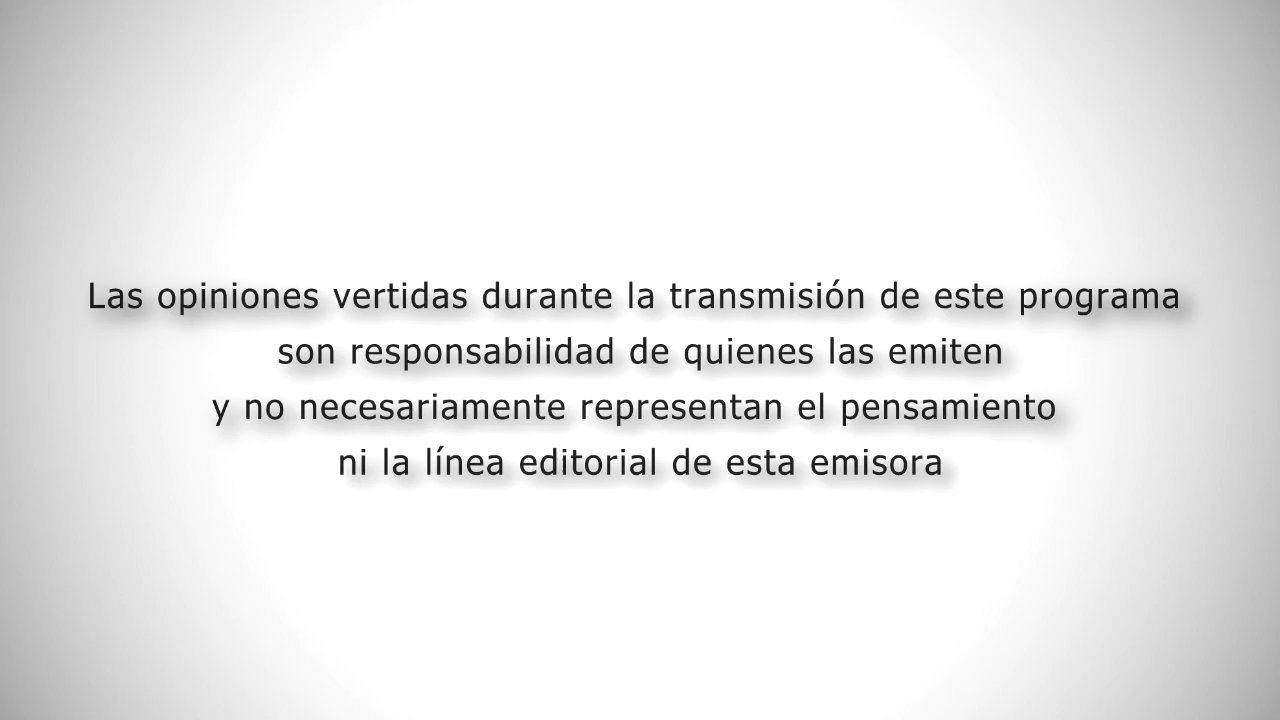 Las opiniones vertidas durante la transmisión de este programa
son responsabilidad de quienes las emiten
y no necesariamente representan el pensamiento
ni la línea editorial de esta emisora